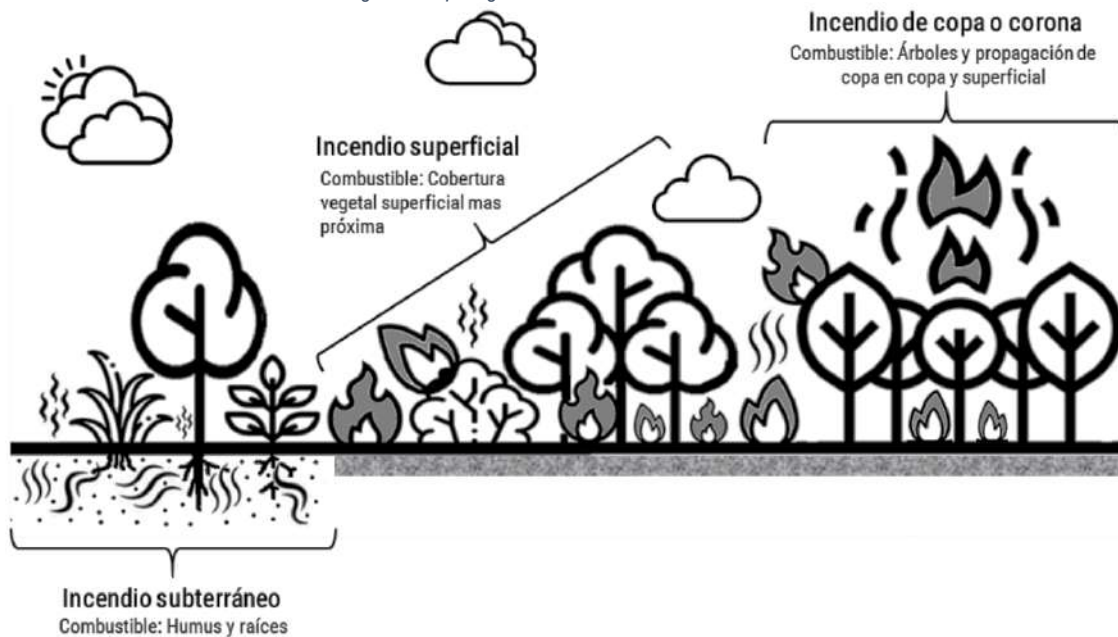 Incendio de copa o corona
Combustible: Árboles y propagación de
copa en copa y superficial
Incendio superficial
Combustible: Cobertura
vegetal superficial mas
próxima
Incendio subterráneo
Combustible: Humus y raíces